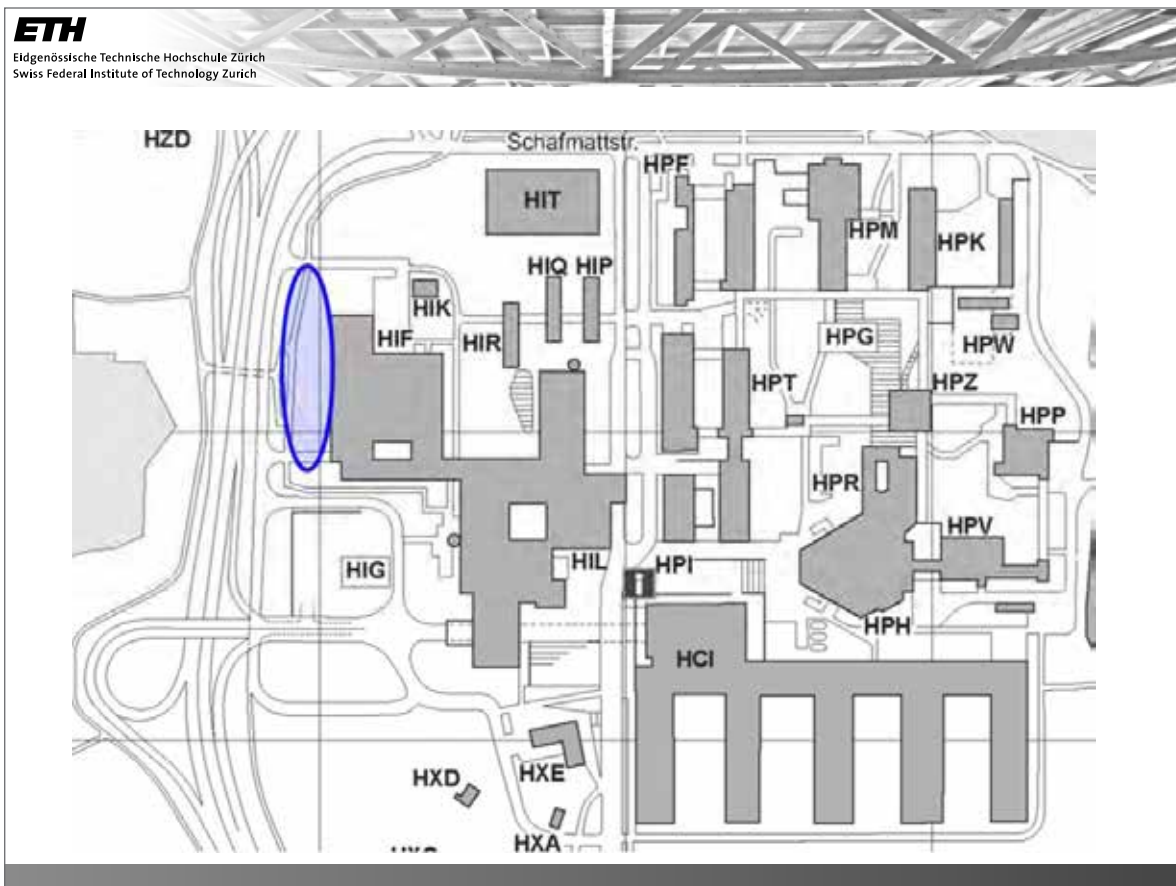 ETH
Eidgenössische Technische Hochschule Zürich
Swiss Federal Institute of Technology Zurich
HZD
Schafmattstr.
HPF
HIT
HPM
HPK
HIQ
HIP
HIK
HIF
HIR
HPG
HPW
HPT
HPZ
HPP
HPR
HPV
HIG
HIL
HPI
HPH
HCI
HXD
HXE
HXA